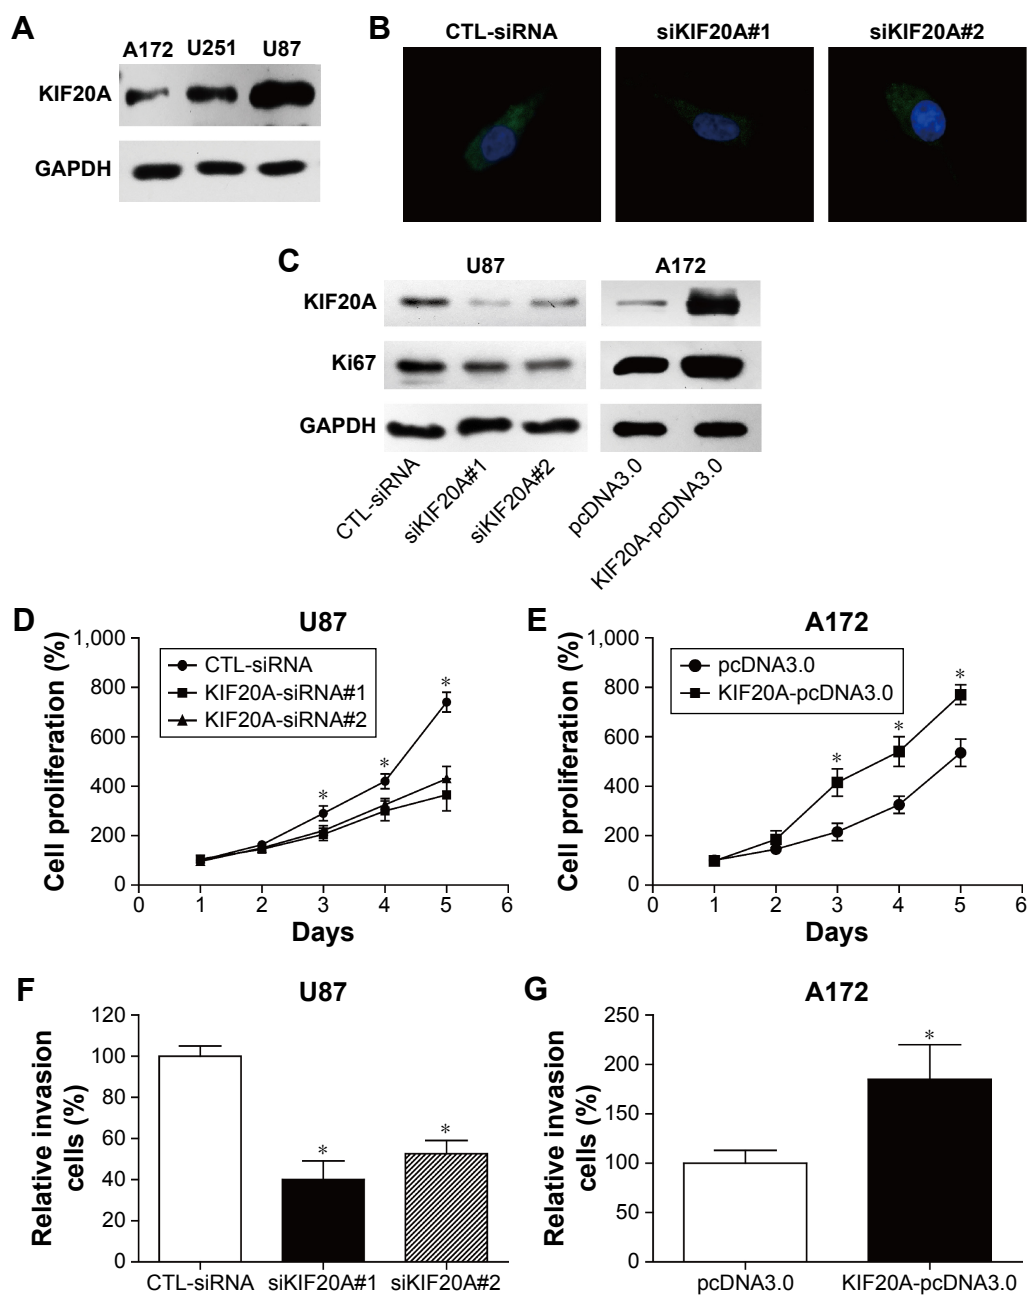 A
A172 U251 U87
KIF20A
GAPDH
B
CTL-siRNA siKIF20A#1 siKIF20A#2
C
U87 A172
KIF20A
Ki67
GAPDH
CTL-siRNA siKIF20A#1 siKIF20A#2 pcDNA3.0 KIF20A-pcDNA3.0
D
U87
Cell proliferation (%)
1,000
800
600
400
200
0
CTL-siRNA
KIF20A-siRNA#1
KIF20A-siRNA#2
* * *
0 1 2 3 4 5 6
Days
E
A172
Cell proliferation (%)
1,000
800
600
400
200
0
pcDNA3.0
KIF20A-pcDNA3.0
* * *
0 1 2 3 4 5 6
Days
F
U87
Relative invasion
cells (%)
120
100
80
60
40
20
0
* *
CTL-siRNA siKIF20A#1 siKIF20A#2
G
A172
Relative invasion
cells (%)
250
200
150
100
50
0
*
pcDNA3.0 KIF20A-pcDNA3.0